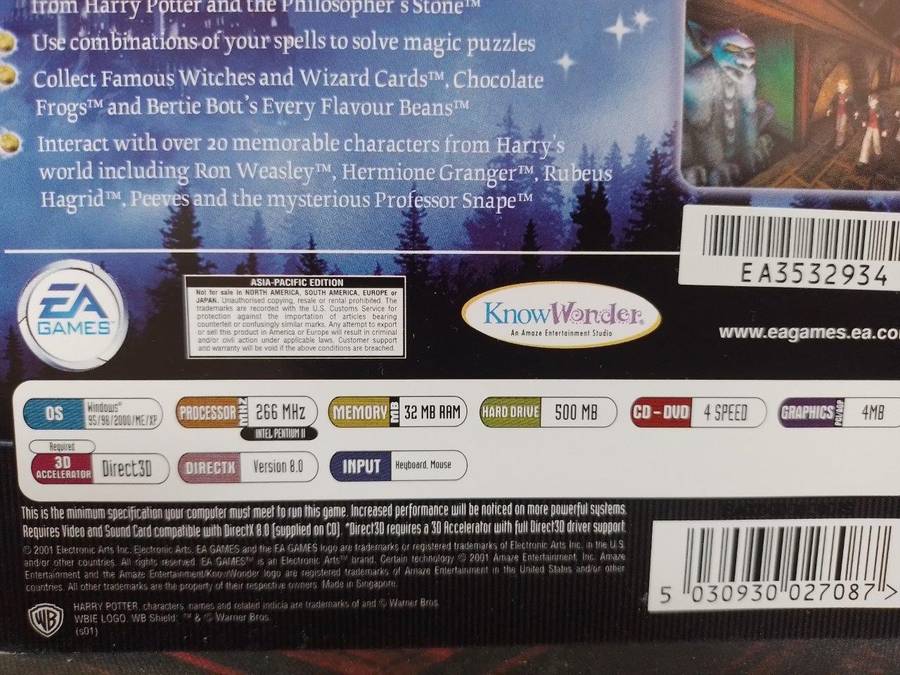 from Harry Potter and the Philosopher's Stone™
Use combinations of your spells to solve magic puzzles
Collect Famous Witches and Wizard Cards™, Chocolate
Frogs™ and Bertie Bott's Every Flavour Beans™
Interact with over 20 memorable characters from Harry's
world including Ron Weasley™, Hermione Granger™, Rubeus
Hagrid™, Peeves and the mysterious Professor Snape™
EA3532934
EA
GAMES™
ASIA-PACIFIC EDITION
Not for sale in NORTH AMERICA, SOUTH AMERICA, EUROPE or
JAPAN. Unauthorised copying, resale or rental prohibited. The
trademarks are recorded with the U.S. Customs Service for
protection against the importation of articles bearing
counterfeit or confusingly similar marks. Any attempt to export
or sell this product in America or Europe will result in criminal
and/or civil action under applicable laws. Customer support
and warranty will be void if the above conditions are breached.
KnowWonder
An Amaze Entertainment Studio
www.eagames.ea.co
OS Windows® 95/98/2000/ME/XP
PROCESSOR MHz 266 MHz
INTEL PENTIUM II
MEMORY MB 32 MB RAM
HARD DRIVE 500 MB
CD-DVD 4 SPEED
GRAPHICS 4MB
Required
3D ACCELERATOR Direct3D
DIRECTX Version 8.0
INPUT Keyboard, Mouse
This is the minimum specification your computer must meet to run this game. Increased performance will be noticed on more powerful systems.
Requires Video and Sound Card compatible with DirectX 8.0 (supplied on CD). *Direct3D requires a 3D Accelerator with full Direct3D driver support.
© 2001 Electronic Arts Inc. Electronic Arts, EA GAMES and the EA GAMES logo are trademarks or registered trademarks of Electronic Arts Inc. in the U.S.
and/or other countries. All rights reserved. EA GAMES™ is an Electronic Arts™ brand. Certain technology © 2001 Amaze Entertainment, Inc. Amaze
Entertainment and the Amaze Entertainment/KnowWonder logo are registered trademarks of Amaze Entertainment in the United States and/or other
countries. All other trademarks are the property of their respective owners. Made in Singapore.
WB
HARRY POTTER, characters, names and related indicia are trademarks of and © Warner Bros.
WBIE LOGO, WB Shield: ™ & © Warner Bros.
(s01)
5 030930 027087 >